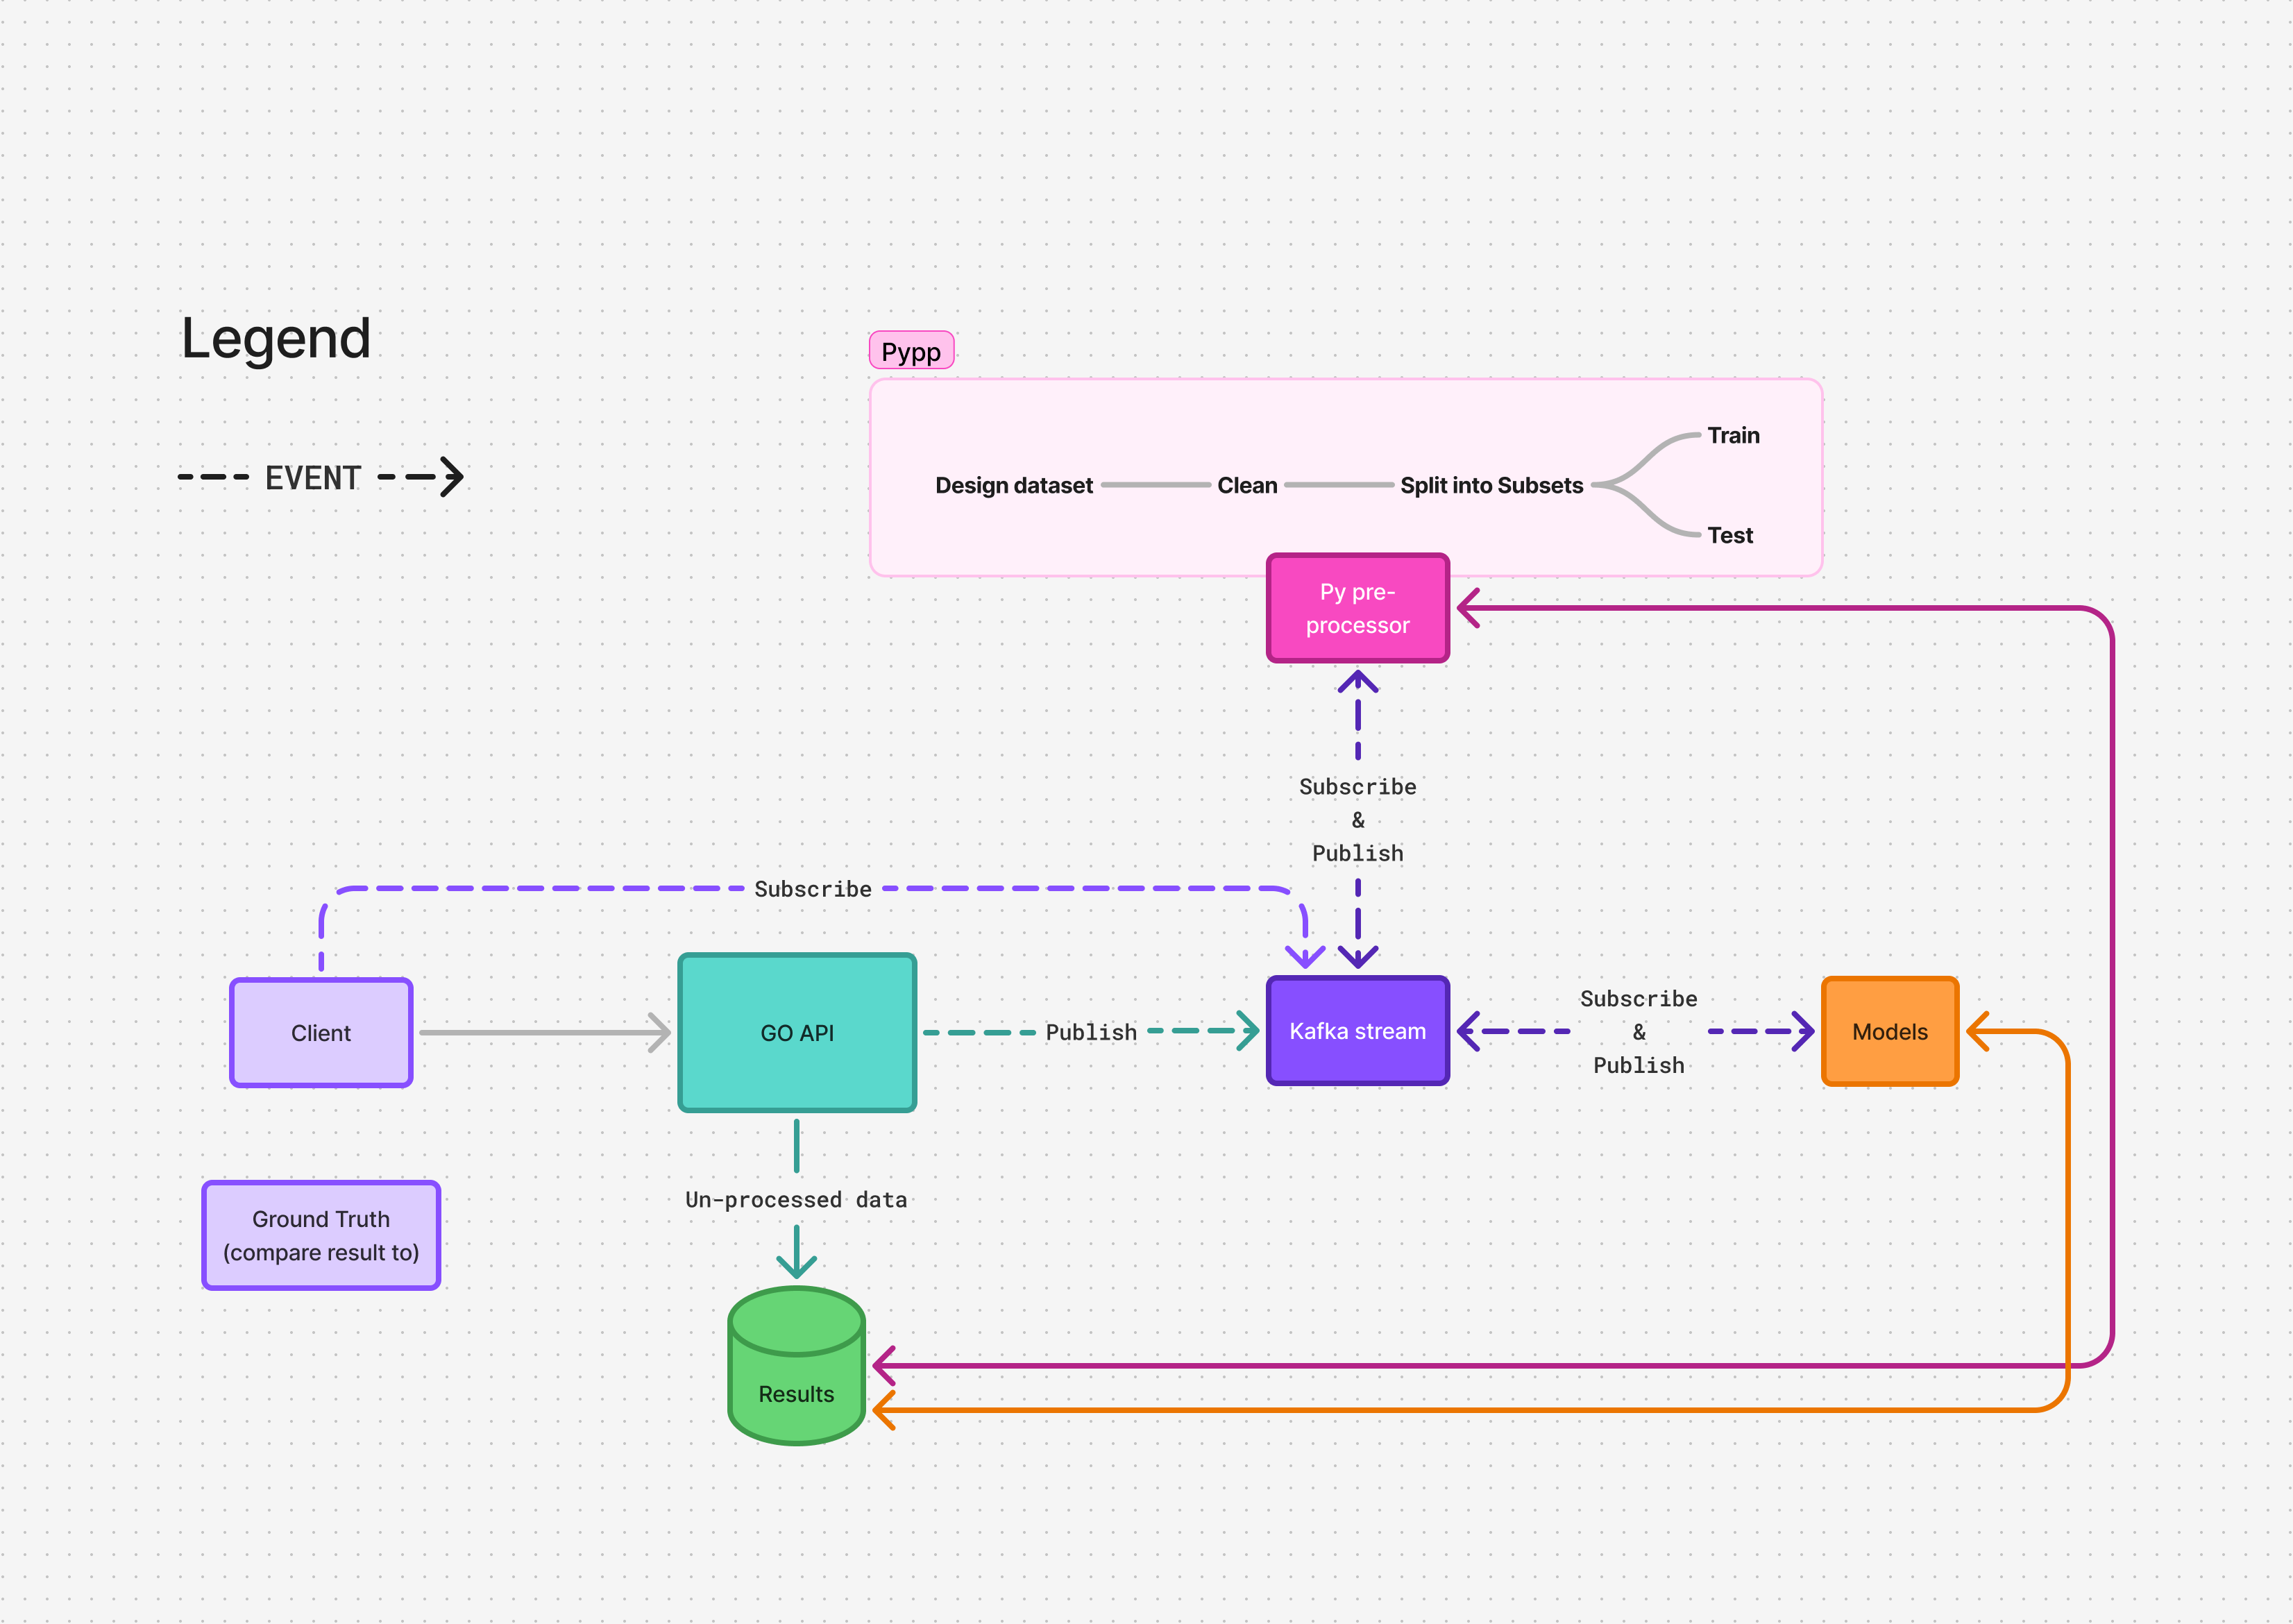 Legend
EVENT
Pypp
Design dataset
Clean
Split into Subsets
Train
Test
Py pre-
processor
Subscribe
&
Publish
Subscribe
Client
GO API
Publish
Kafka stream
Subscribe
&
Publish
Models
Un-processed data
Ground Truth
(compare result to)
Results